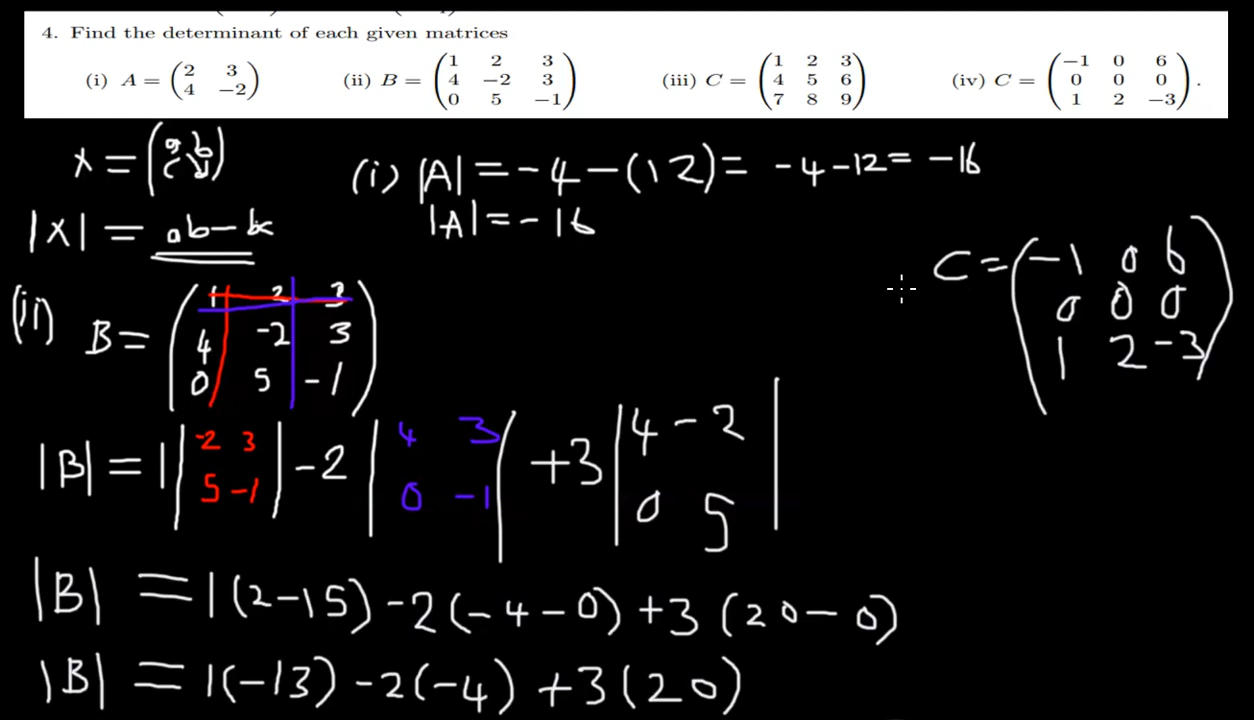 4. Find the determinant of each given matrices
(i) A = ( 2 3 ; 4 −2 ) (ii) B = ( 1 2 3 ; 4 −2 3 ; 0 5 −1 ) (iii) C = ( 1 2 3 ; 4 5 6 ; 7 8 9 ) (iv) C = ( −1 0 6 ; 0 0 0 ; 1 2 −3 ) .
X = ( a b ; c d )
(i) |A| = -4 - (12) = -4 - 12 = -16
|X| = ab - bc
|A| = -16
C = ( -1 0 6 ; 0 0 0 ; 1 2 -3 )
(ii) B = ( 1 2 3 ; 4 -2 3 ; 0 5 -1 )
|B| = 1 | -2 3 ; 5 -1 | - 2 | 4 3 ; 0 -1 | + 3 | 4 -2 ; 0 5 |
|B| = 1(2-15) - 2(-4-0) + 3(20-0)
|B| = 1(-13) - 2(-4) + 3(20)